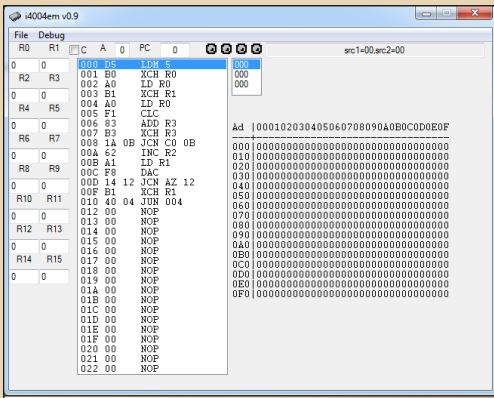 i4004em v0.9
File Debug
R0 R1
0 0
R2 R3
0 0
R4 R5
0 0
R6 R7
0 0
R8 R9
0 0
R10 R11
0 0
R12 R13
0 0
R14 R15
0 0
C A 0 PC 0 0 0 0 0 src1=00,src2=00
000 D5 LDM 5
001 B0 XCH R0
002 A0 LD R0
003 B1 XCH R1
004 A0 LD R0
005 F1 CLC
006 83 ADD R3
007 B3 XCH R3
008 1A 0B JCN C0 0B
00A 62 INC R2
00B A1 LD R1
00C F8 DAC
00D 14 12 JCN AZ 12
00F B1 XCH R1
010 40 04 JUN 004
012 00 NOP
013 00 NOP
014 00 NOP
015 00 NOP
016 00 NOP
017 00 NOP
018 00 NOP
019 00 NOP
01A 00 NOP
01B 00 NOP
01C 00 NOP
01D 00 NOP
01E 00 NOP
01F 00 NOP
020 00 NOP
021 00 NOP
022 00 NOP
000
000
000
Ad |000102030405060708090A0B0C0D0E0F
---+--------------------------------
000|00000000000000000000000000000000
010|00000000000000000000000000000000
020|00000000000000000000000000000000
030|00000000000000000000000000000000
040|00000000000000000000000000000000
050|00000000000000000000000000000000
060|00000000000000000000000000000000
070|00000000000000000000000000000000
080|00000000000000000000000000000000
090|00000000000000000000000000000000
0A0|00000000000000000000000000000000
0B0|00000000000000000000000000000000
0C0|00000000000000000000000000000000
0D0|00000000000000000000000000000000
0E0|00000000000000000000000000000000
0F0|00000000000000000000000000000000